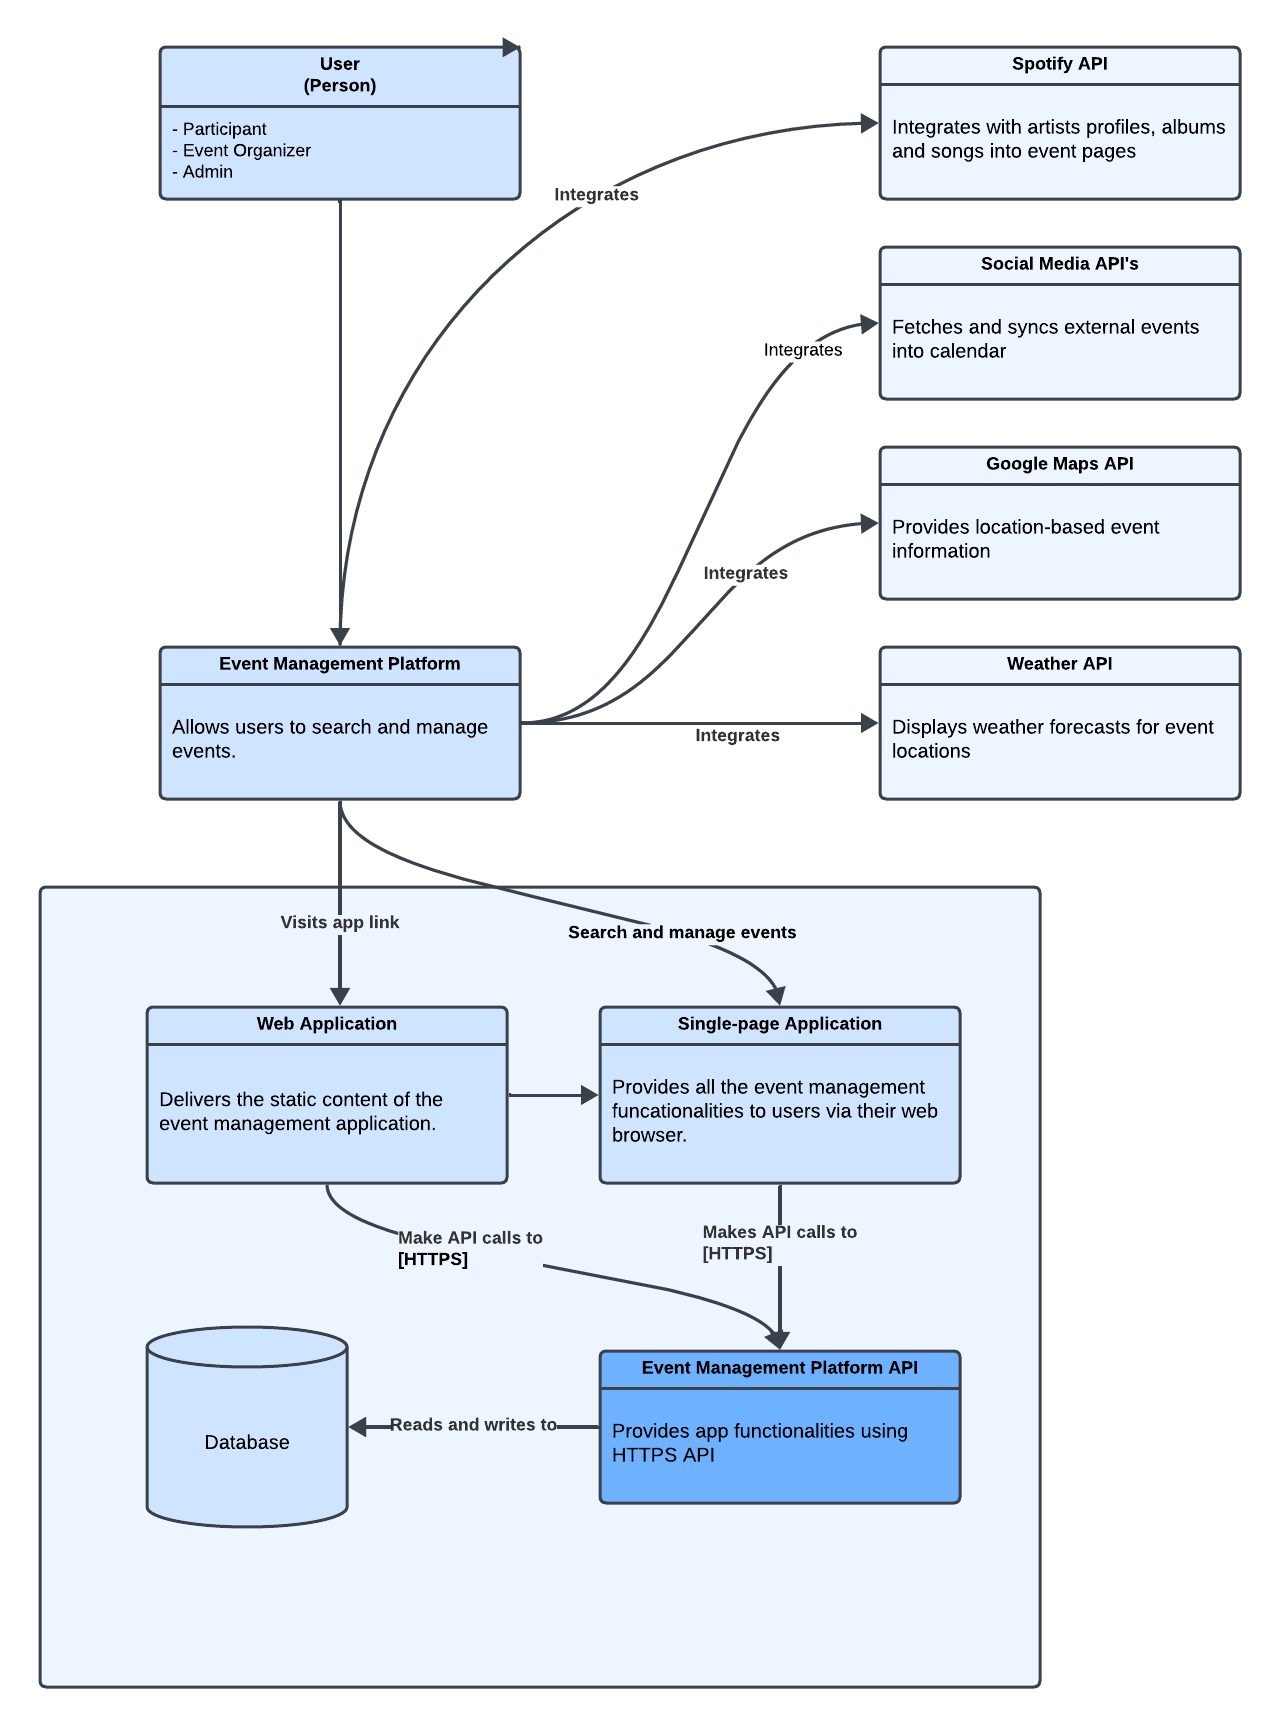 User
(Person)
- Participant
- Event Organizer
- Admin
Spotify API
Integrates with artists profiles, albums
and songs into event pages
Integrates
Social Media API's
Fetches and syncs external events
into calendar
Integrates
Google Maps API
Provides location-based event
information
Integrates
Event Management Platform
Allows users to search and manage
events.
Weather API
Displays weather forecasts for event
locations
Integrates
Visits app link
Search and manage events
Web Application
Delivers the static content of the
event management application.
Single-page Application
Provides all the event management
funcationalities to users via their web
browser.
Make API calls to
[HTTPS]
Makes API calls to
[HTTPS]
Database
Reads and writes to
Event Management Platform API
Provides app functionalities using
HTTPS API